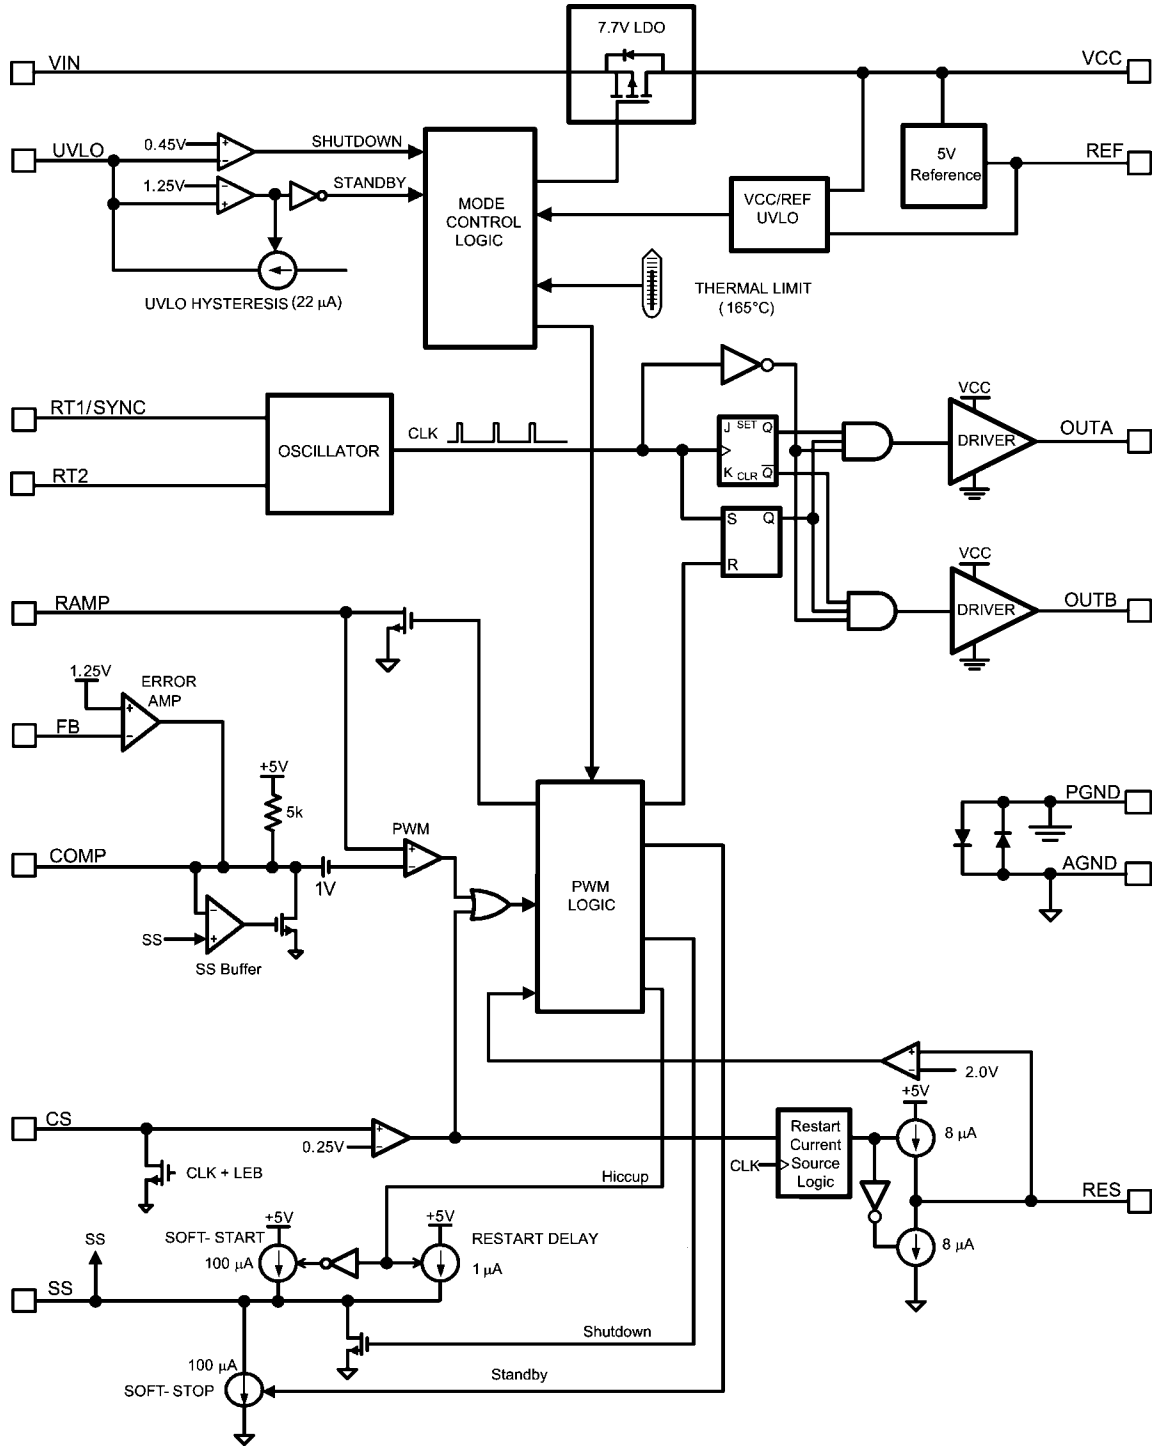 7.7V LDO
VIN
VCC
UVLO
0.45V
+
−
SHUTDOWN
1.25V
−
+
STANDBY
MODE
CONTROL
LOGIC
VCC/REF
UVLO
5V
Reference
REF
UVLO HYSTERESIS (22 µA)
THERMAL LIMIT
( 165°C)
RT1/SYNC
RT2
OSCILLATOR
CLK
J SET Q
K CLR Q̅
S Q
R
VCC
DRIVER
OUTA
VCC
DRIVER
OUTB
RAMP
1.25V
ERROR
AMP
+
−
FB
+5V
5k
COMP
1V
PWM
+
−
SS
−
+
SS Buffer
PWM
LOGIC
PGND
AGND
+
−
2.0V
CS
0.25V
+
−
CLK + LEB
Restart
Current
Source
Logic
CLK
+5V
8 µA
8 µA
RES
Hiccup
SOFT- START
+5V
100 µA
+5V
RESTART DELAY
1 µA
SS
SS
Shutdown
100 µA
SOFT- STOP
Standby